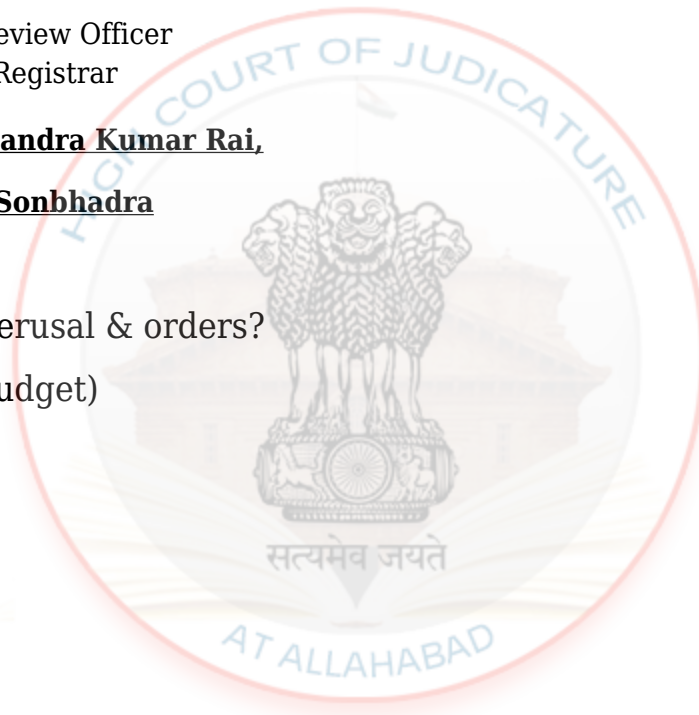 eview Officer
Registrar
andra Kumar Rai,
Sonbhadra
erusal & orders?
udget)
HIGH COURT OF JUDICATURE
सत्यमेव जयते
AT ALLAHABAD